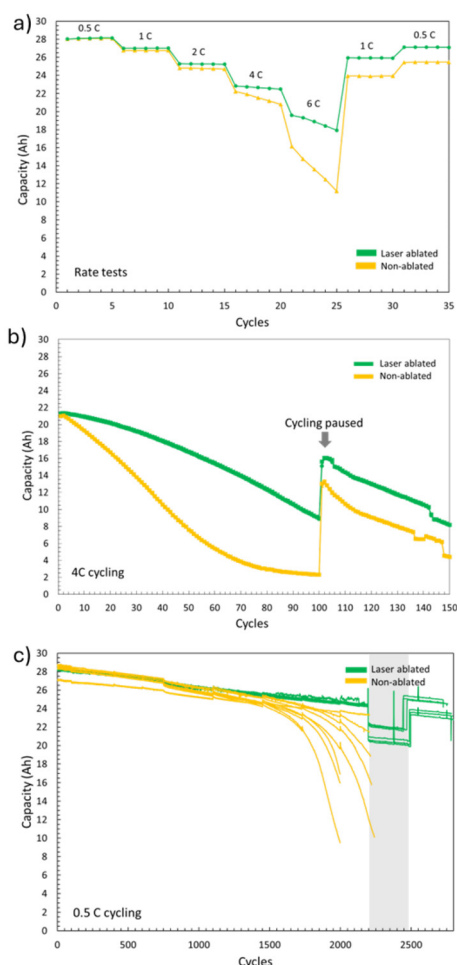 a)
30
28
26
24
22
20
18
16
14
12
10
8
6
4
2
0
Capacity (Ah)
0.5 C
1 C
2 C
4 C
6 C
1 C
0.5 C
Laser ablated
Non-ablated
Rate tests
0 5 10 15 20 25 30 35
Cycles
b)
30
28
26
24
22
20
18
16
14
12
10
8
6
4
2
0
Capacity (Ah)
Laser ablated
Non-ablated
Cycling paused
4C cycling
0 10 20 30 40 50 60 70 80 90 100 110 120 130 140 150
Cycles
c)
30
28
26
24
22
20
18
16
14
12
10
8
6
4
2
0
Capacity (Ah)
Laser ablated
Non-ablated
0.5 C cycling
0 500 1000 1500 2000 2500
Cycles